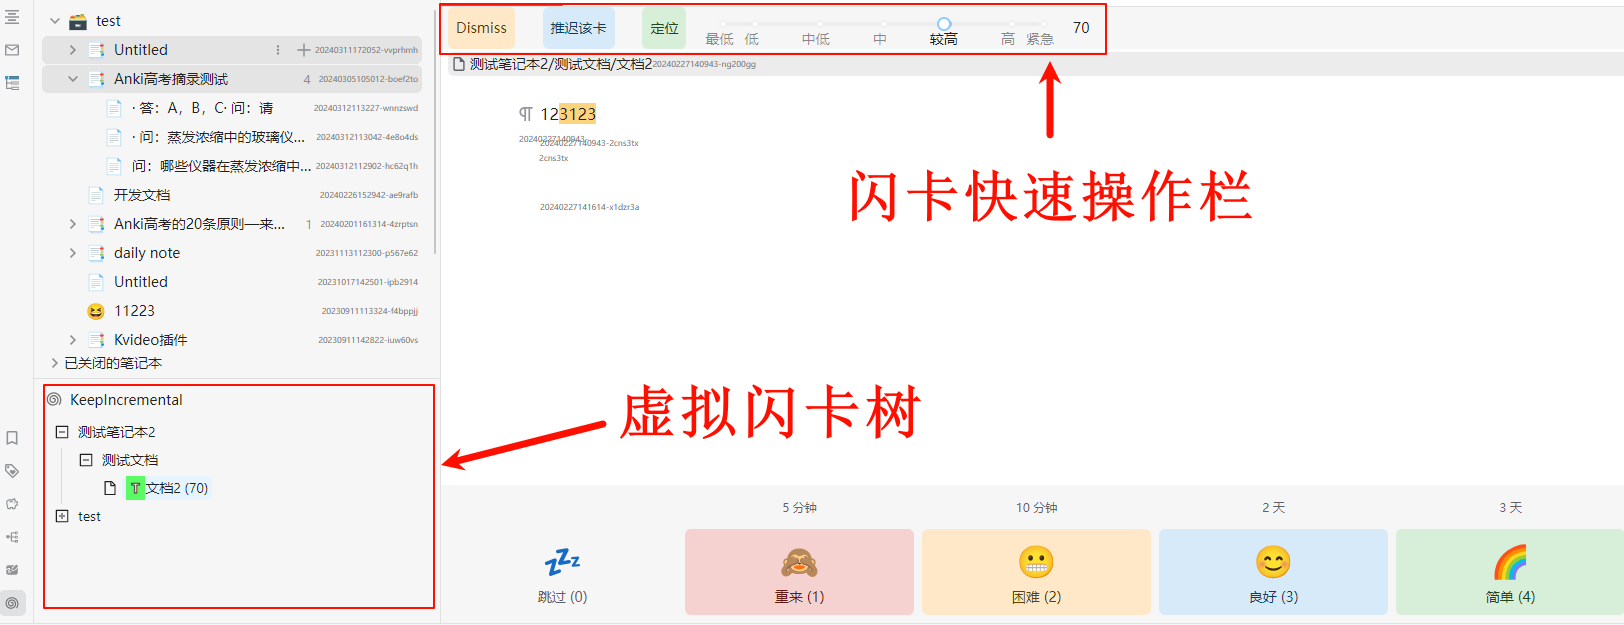 test
Untitled 20240311172052-vvprhmh
Anki高考摘录测试 4 20240305105012-boef2to
· 答：A，B，C· 问：请 20240312113227-wnnzswd
· 问：蒸发浓缩中的玻璃仪... 20240312113042-4e8o4ds
问：哪些仪器在蒸发浓缩中... 20240312112902-hc62q1h
开发文档 20240226152942-ae9rafb
Anki高考的20条原则—来... 1 20240201161314-4zrptsn
daily note 20231113112300-p567e62
Untitled 20231017142501-ipb2914
11223 20230911113324-f4bppjj
Kvideo插件 20230911142822-iuw60vs
已关闭的笔记本
KeepIncremental
测试笔记本2
测试文档
T 文档2 (70)
test
Dismiss 推迟该卡 定位 最低 低 中低 中 较高 高 紧急 70
测试笔记本2/测试文档/文档2 20240227140943-ng200gg
123123
20240227140943-
20240227140943-2cns3tx
2cns3tx
20240227141614-x1dzr3a
闪卡快速操作栏
虚拟闪卡树
5 分钟 10 分钟 2 天 3 天
跳过 (0) 重来 (1) 困难 (2) 良好 (3) 简单 (4)